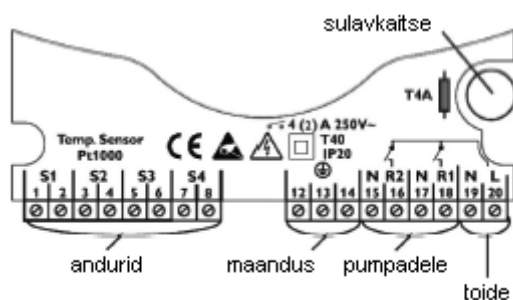 sulavkaitse
T4A
4 (2) A 250V~
Temp. Sensor
Pt1000
CE
T40
IP20
S1 S2 S3 S4
N R2 N R1 N L
1 2 3 4 5 6 7 8 12 13 14 15 16 17 18 19 20
andurid maandus pumpadele toide